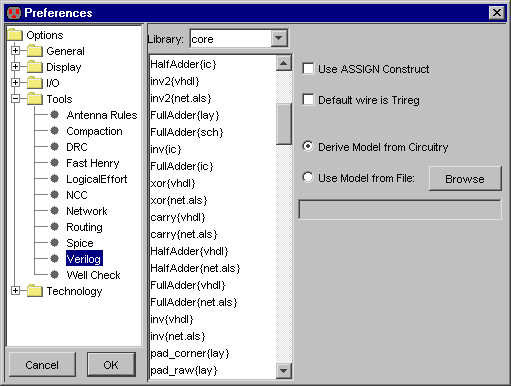 Preferences
Options
General
Display
I/O
Tools
Antenna Rules
Compaction
DRC
Fast Henry
LogicalEffort
NCC
Network
Routing
Spice
Verilog
Well Check
Technology
Cancel
OK
Library: core
HalfAdder{ic}
inv2{vhdl}
inv2{net.als}
FullAdder{lay}
FullAdder{sch}
inv{ic}
FullAdder{ic}
xor{vhdl}
xor{net.als}
carry{vhdl}
carry{net.als}
HalfAdder{vhdl}
HalfAdder{net.als}
FullAdder{vhdl}
FullAdder{net.als}
inv{vhdl}
inv{net.als}
pad_corner{lay}
pad_raw{lay}
Use ASSIGN Construct
Default wire is Trireg
Derive Model from Circuitry
Use Model from File:
Browse